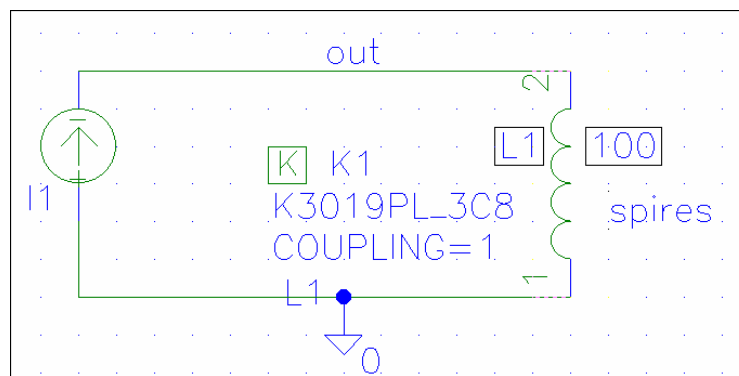 out
2
L1 100
K K1
I1
K3019PL_3C8
spires
COUPLING=1
1
L1
0